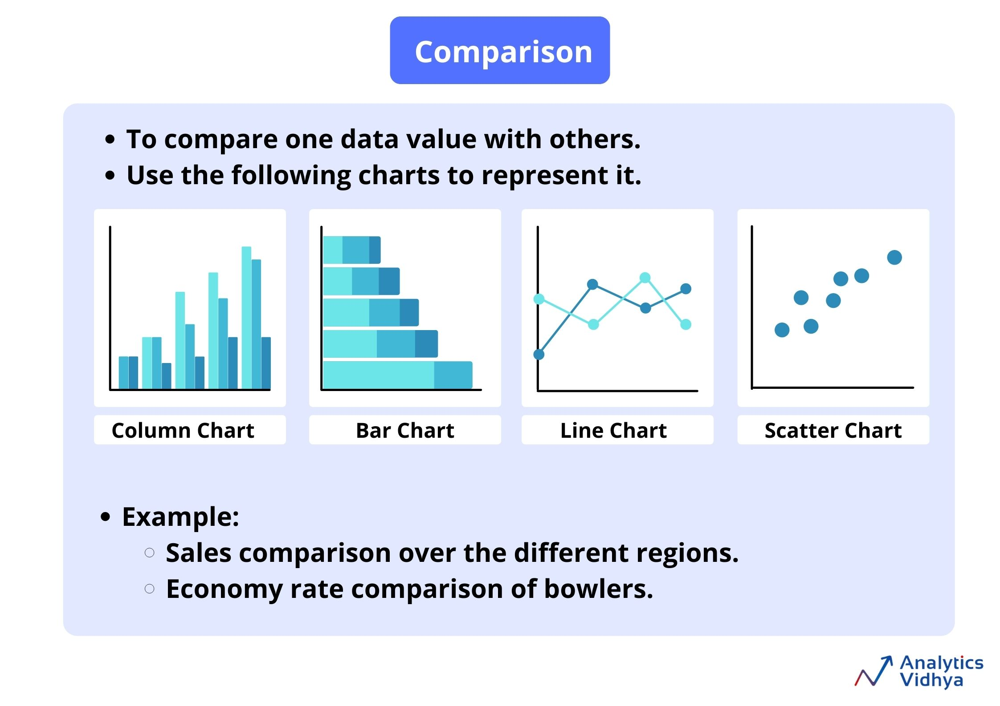 Comparison
• To compare one data value with others.
• Use the following charts to represent it.
Column Chart
Bar Chart
Line Chart
Scatter Chart
• Example:
○ Sales comparison over the different regions.
○ Economy rate comparison of bowlers.
Analytics
Vidhya